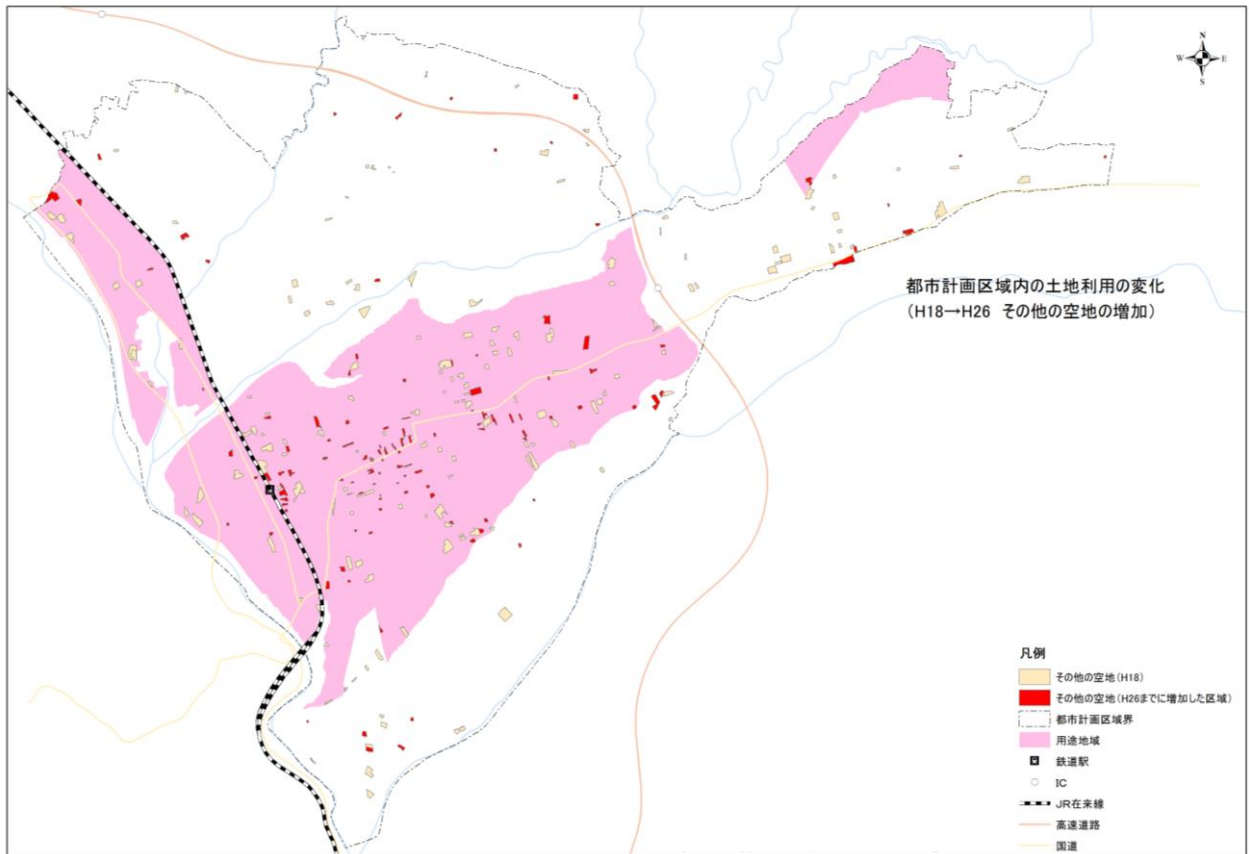 N
W E
S
都市計画区域内の土地利用の変化
(H18→H26 その他の空地の増加)
凡例
その他の空地(H18)
その他の空地(H26までに増加した区域)
都市計画区域界
用途地域
鉄道駅
IC
JR在来線
高速道路
国道